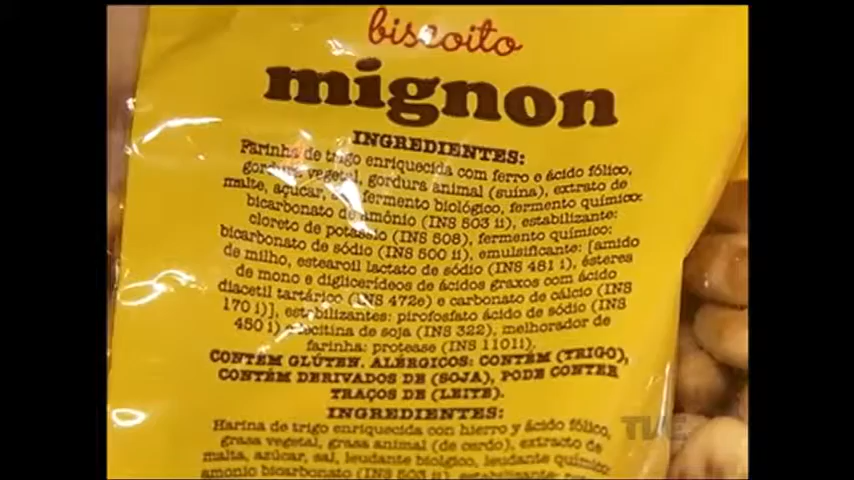 biscoito
mignon
INGREDIENTES:
Farinha de trigo enriquecida com ferro e ácido fólico,
gordura vegetal, gordura animal (suína), extrato de
malte, açúcar, sal, fermento biológico, fermento químico:
bicarbonato de amônio (INS 503 ii), estabilizante:
cloreto de potássio (INS 508), fermento químico:
bicarbonato de sódio (INS 500 ii), emulsificante: [amido
de milho, estearoil lactato de sódio (INS 481 i), ésteres
de mono e diglicerídeos de ácidos graxos com ácido
diacetil tartárico (INS 472e) e carbonato de cálcio (INS
170 i)], estabilizantes: pirofosfato ácido de sódio (INS
450 i) e lecitina de soja (INS 322), melhorador de
farinha: protease (INS 1101i).
CONTÉM GLÚTEN. ALÉRGICOS: CONTÉM (TRIGO),
CONTÉM DERIVADOS DE (SOJA), PODE CONTER
TRAÇOS DE (LEITE).
INGREDIENTES:
Harina de trigo enriquecida con hierro y ácido fólico,
grasa vegetal, grasa animal (de cerdo), extracto de
malta, azúcar, sal, leudante biológico, leudante químico:
amonio bicarbonato (INS 503 ii), estabilizante:
TVE